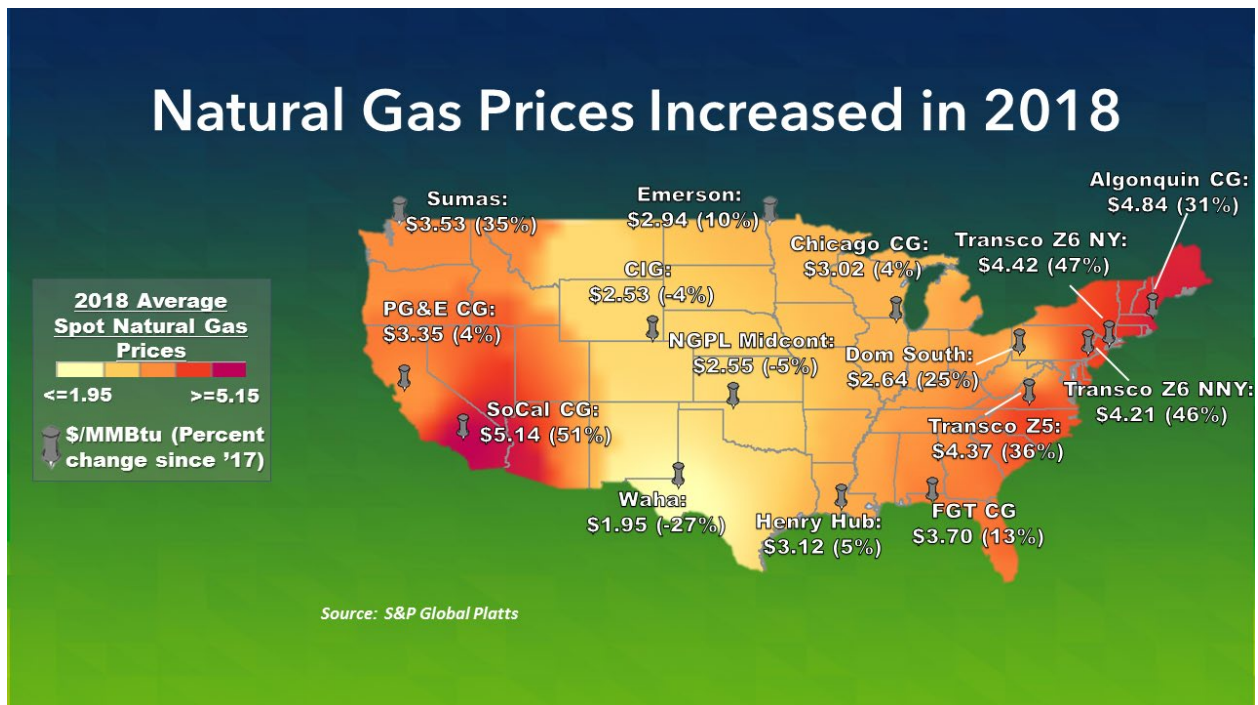 Natural Gas Prices Increased in 2018
Algonquin CG:
$4.84 (31%)
Sumas:
$3.53 (35%)
Emerson:
$2.94 (10%)
Chicago CG:
$3.02 (4%)
Transco Z6 NY:
$4.42 (47%)
CIG:
$2.53 (-4%)
2018 Average
Spot Natural Gas
Prices
<=1.95 >=5.15
$/MMBtu (Percent
change since '17)
PG&E CG:
$3.35 (4%)
NGPL Midcont:
$2.55 (-5%)
Dom South:
$2.64 (25%)
Transco Z6 NNY:
$4.21 (46%)
SoCal CG:
$5.14 (51%)
Transco Z5:
$4.37 (36%)
Waha:
$1.95 (-27%)
Henry Hub:
$3.12 (5%)
FGT CG
$3.70 (13%)
Source: S&P Global Platts